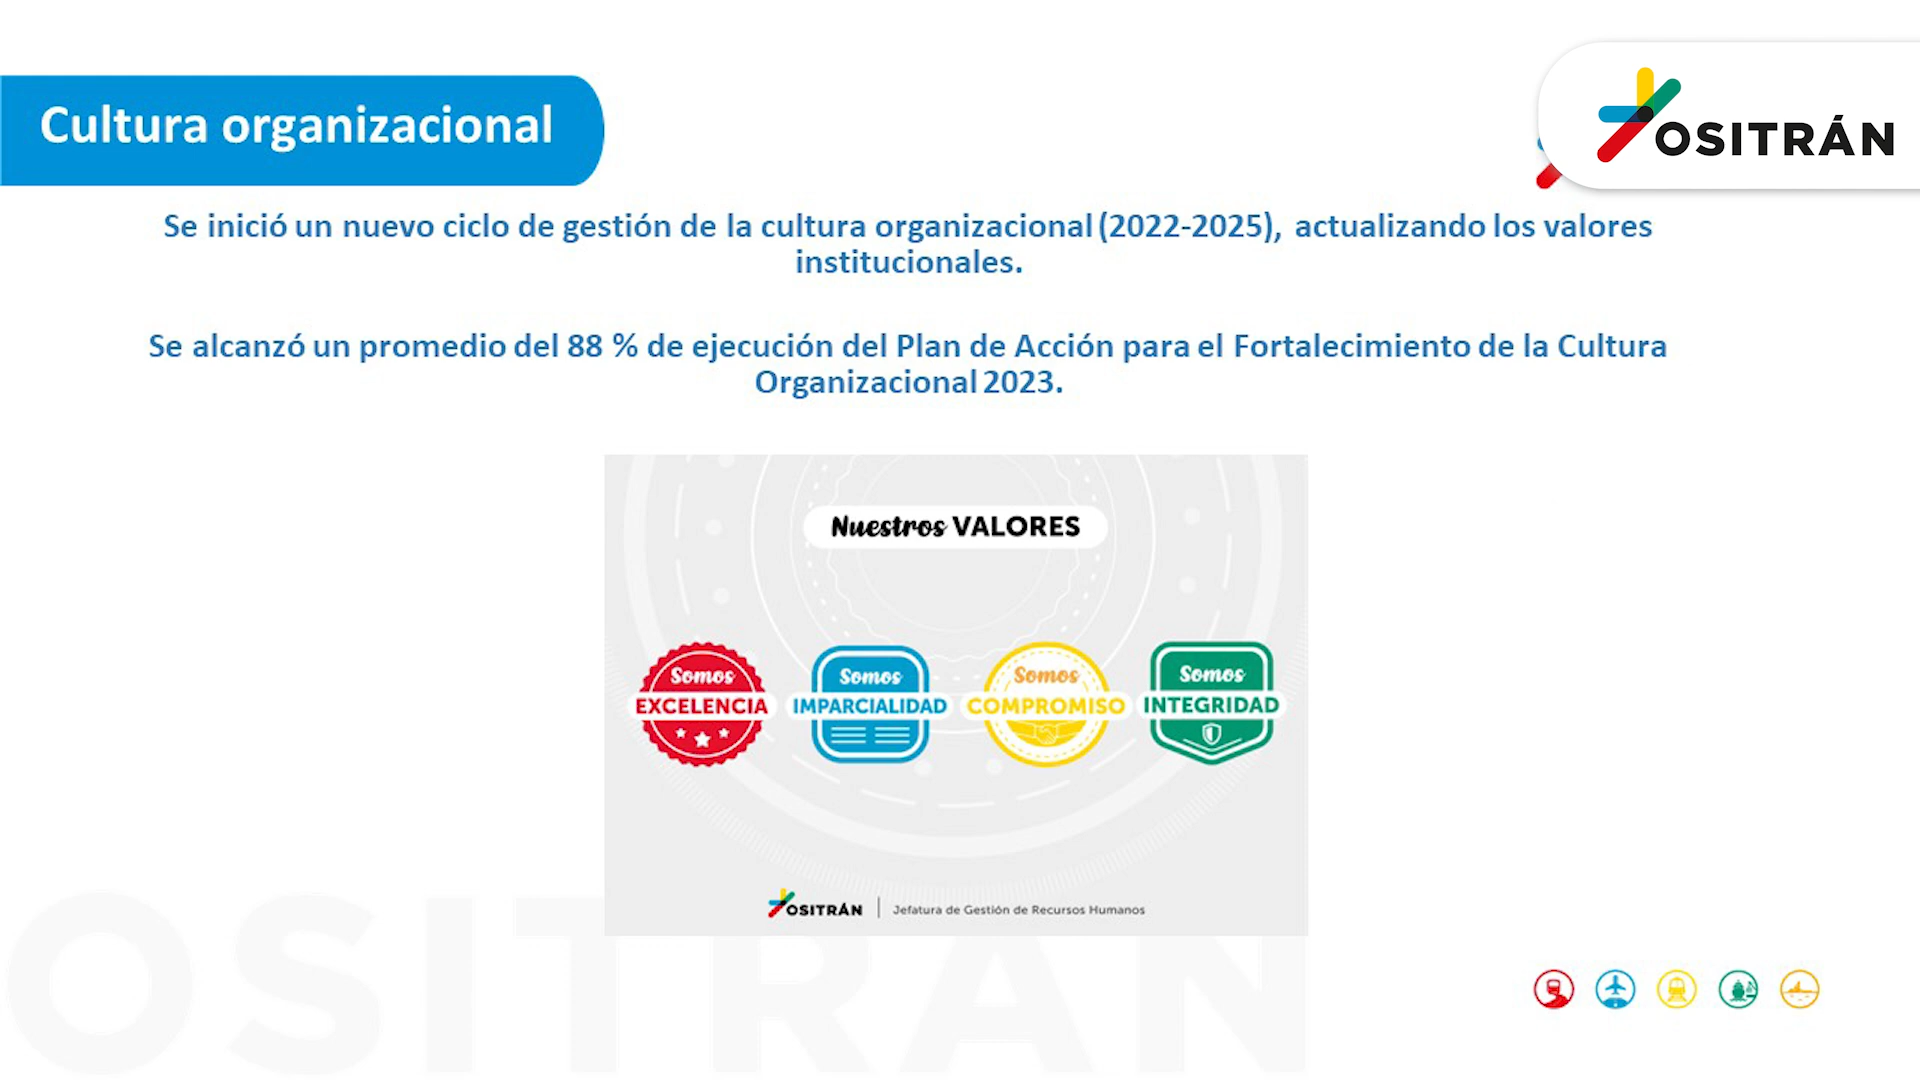 Cultura organizacional
OSITRÁN
Se inició un nuevo ciclo de gestión de la cultura organizacional (2022-2025), actualizando los valores
institucionales.
Se alcanzó un promedio del 88 % de ejecución del Plan de Acción para el Fortalecimiento de la Cultura
Organizacional 2023.
Nuestros VALORES
Somos
EXCELENCIA
Somos
IMPARCIALIDAD
Somos
COMPROMISO
Somos
INTEGRIDAD
OSITRÁN | Jefatura de Gestión de Recursos Humanos
OSITRAN